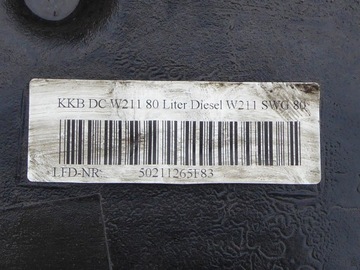 KKB DC W211 80 Liter Diesel W211 SWG 80
LFD-NR: 50211265183